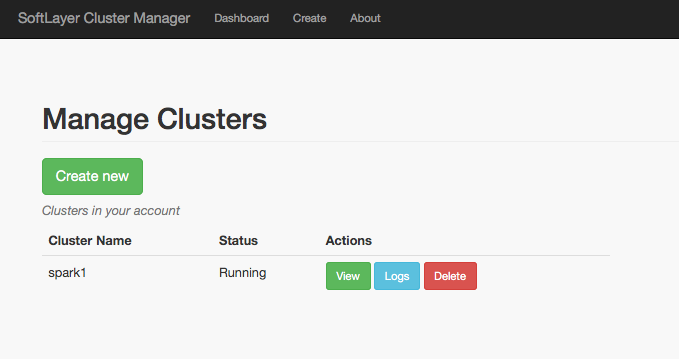 SoftLayer Cluster Manager Dashboard Create About
Manage Clusters
Create new
Clusters in your account
Cluster Name Status Actions
spark1 Running View Logs Delete